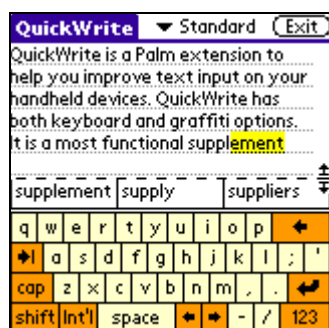 QuickWrite ▼ Standard Exit
QuickWrite is a Palm extension to
help you improve text input on your
handheld devices. QuickWrite has
both keyboard and graffiti options.
It is a most functional supplement
supplement supply suppliers
q w e r t y u i o p
a s d f g h j k l ; '
cap z x c v b n m , .
shift Int'l space - / 123